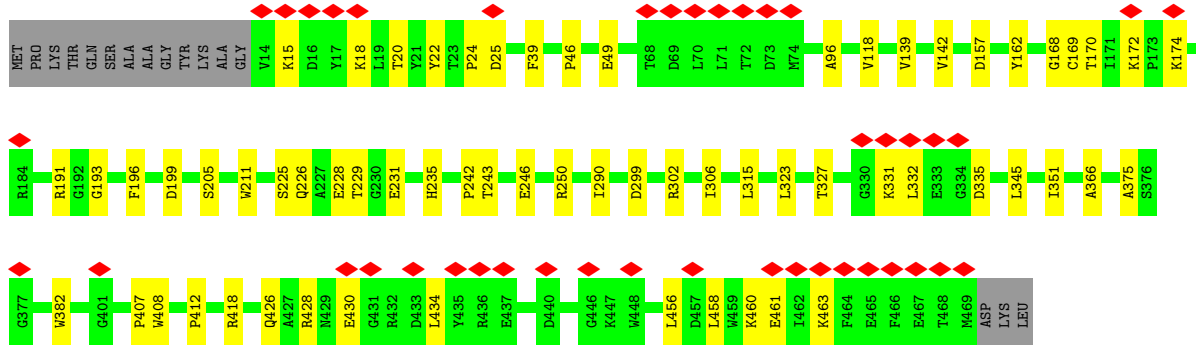 MET PRO LYS THR GLN SER ALA ALA GLY TYR LYS ALA GLY V14 K15 D16 Y17 K18 L19 T20 Y21 Y22 T23 P24 D25 F39 P46 E49 T68 D69 L70 L71 T72 D73 M74 A96 V118 V139 V142 D157 Y162 G168 C169 T170 I171 K172 P173 K174
R184 R191 G192 G193 F196 D199 S205 W211 S225 Q226 A227 E228 T229 G230 E231 H235 P242 T243 E246 R250 I290 D299 R302 I306 L315 L323 T327 G330 K331 L332 E333 G334 D335 L345 I351 A366 A375 S376
G377 W382 G401 P407 W408 P412 R418 Q426 A427 R428 N429 E430 G431 R432 D433 L434 Y435 R436 E437 D440 G446 K447 W448 L456 D457 L458 W459 K460 E461 I462 K463 F464 E465 F466 E467 T468 M469 ASP LYS LEU